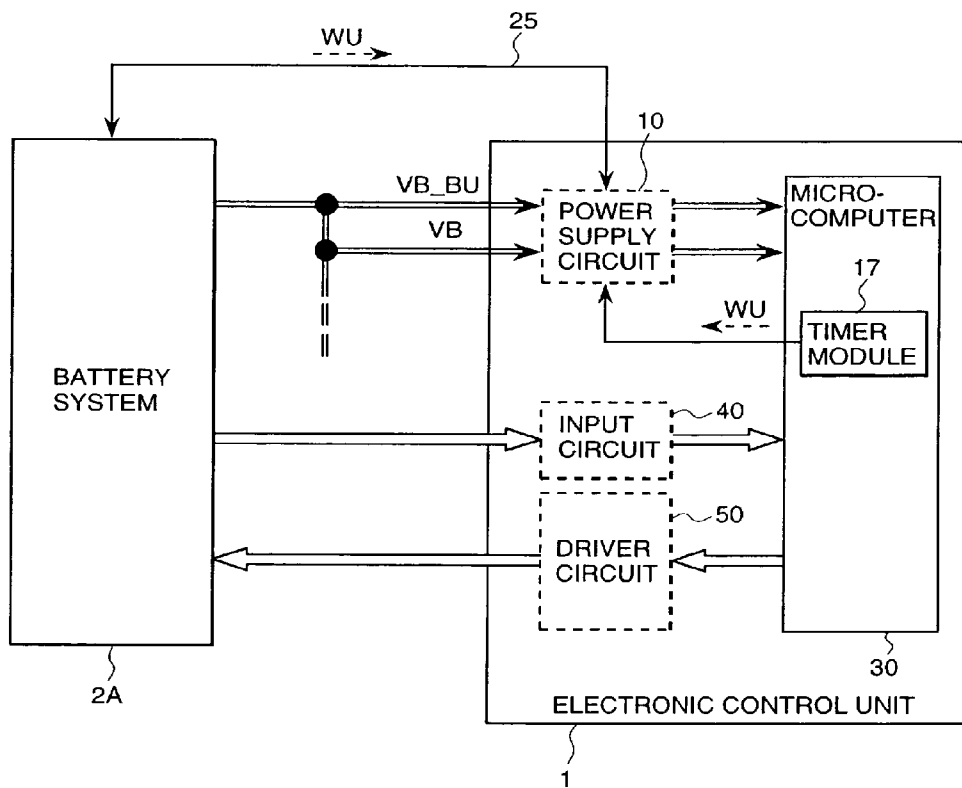 WU
25
10
VB_BU
VB
POWER
SUPPLY
CIRCUIT
MICRO-
COMPUTER
17
WU
TIMER
MODULE
BATTERY
SYSTEM
40
INPUT
CIRCUIT
50
DRIVER
CIRCUIT
2A
30
ELECTRONIC CONTROL UNIT
1